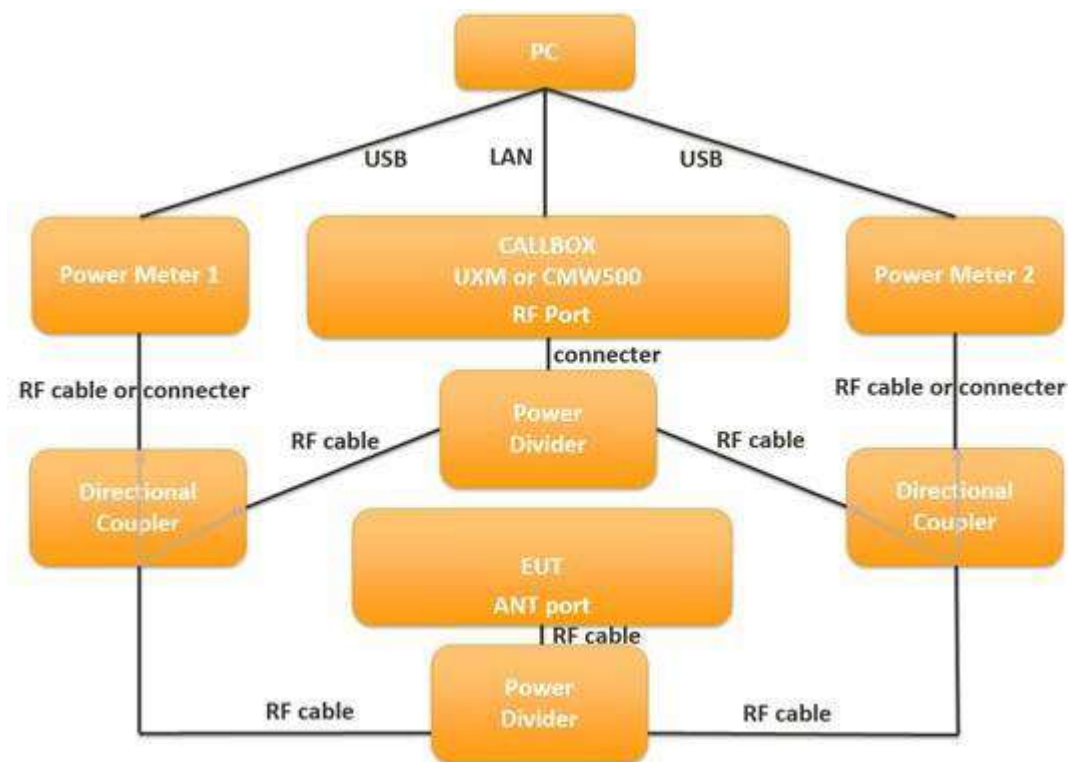 PC
USB
LAN
USB
Power Meter 1
CALLBOX
UXM or CMW500
RF Port
Power Meter 2
connecter
RF cable or connecter
RF cable or connecter
Power
Divider
RF cable
RF cable
Directional
Coupler
Directional
Coupler
EUT
ANT port
RF cable
Power
Divider
RF cable
RF cable